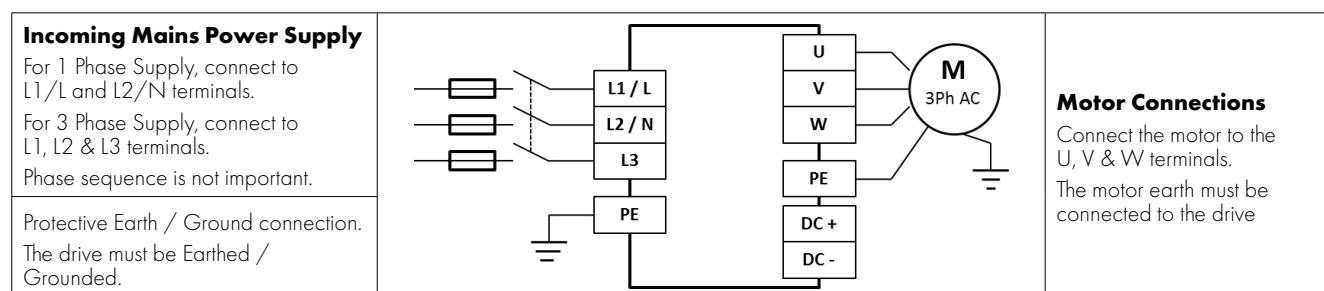 Incoming Mains Power Supply
For 1 Phase Supply, connect to
L1/L and L2/N terminals.
For 3 Phase Supply, connect to
L1, L2 & L3 terminals.
Phase sequence is not important.
Protective Earth / Ground connection.
The drive must be Earthed /
Grounded.
L1 / L
L2 / N
L3
PE
U
V
W
PE
DC +
DC -
M
3Ph AC
Motor Connections
Connect the motor to the
U, V & W terminals.
The motor earth must be
connected to the drive